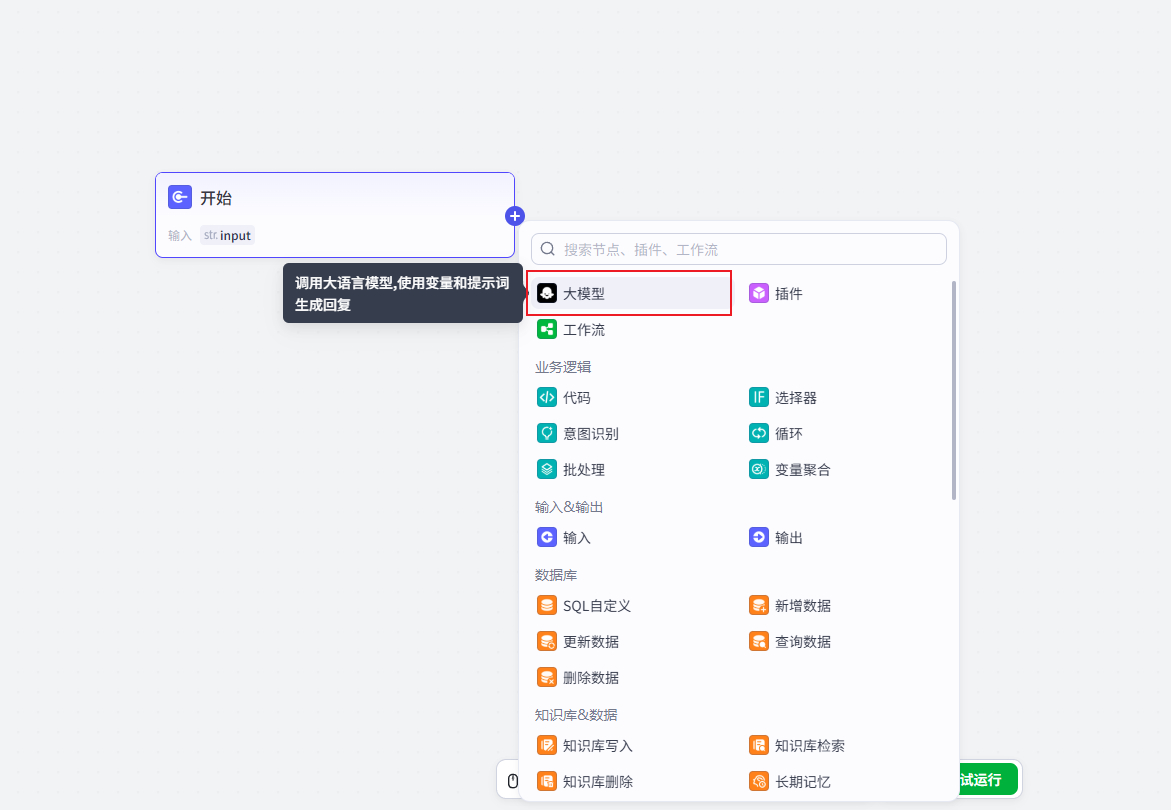 开始
输入 str. input
搜索节点、插件、工作流
调用大语言模型,使用变量和提示词
生成回复
大模型 插件
工作流
业务逻辑
代码 IF 选择器
意图识别 循环
批处理 变量聚合
输入&输出
输入 输出
数据库
SQL自定义 新增数据
更新数据 查询数据
删除数据
知识库&数据
知识库写入 知识库检索
知识库删除 长期记忆
试运行